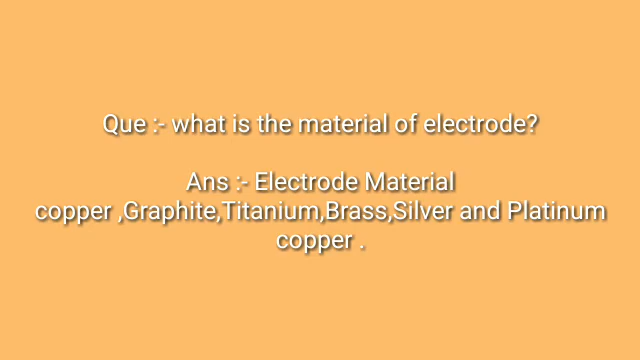 Que :- what is the material of electrode?
Ans :- Electrode Material
copper ,Graphite,Titanium,Brass,Silver and Platinum
copper .